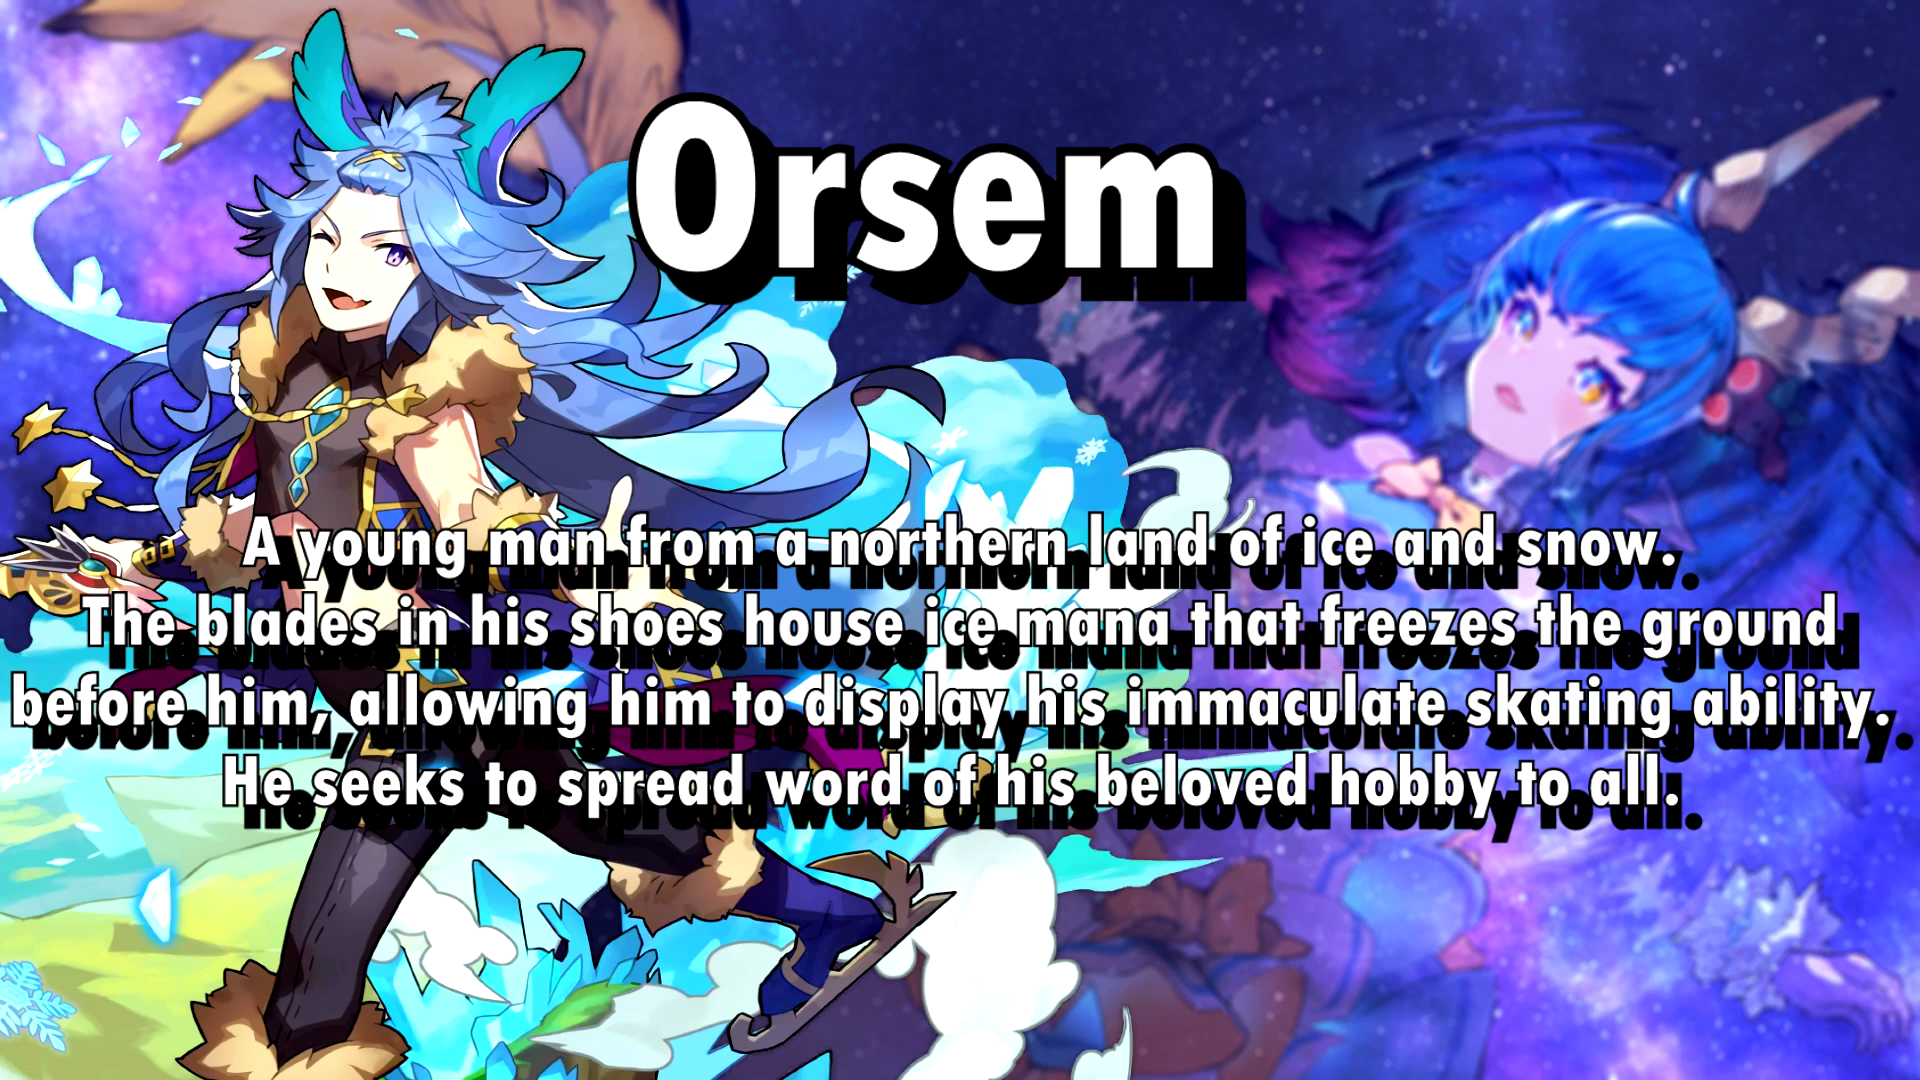 Orsem
A young man from a northern land of ice and snow.
The blades in his shoes house ice mana that freezes the ground
before him, allowing him to display his immaculate skating ability.
He seeks to spread word of his beloved hobby to all.